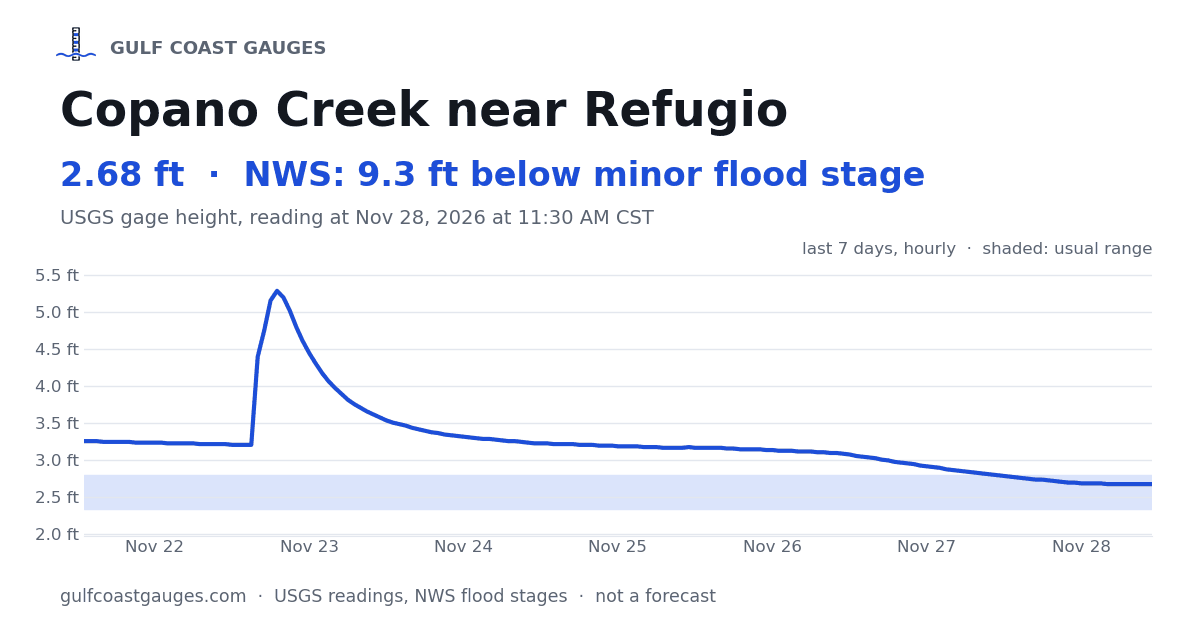 GULF COAST GAUGES
Copano Creek near Refugio
2.68 ft · NWS: 9.3 ft below minor flood stage
USGS gage height, reading at Nov 28, 2026 at 11:30 AM CST
last 7 days, hourly · shaded: usual range
5.5 ft
5.0 ft
4.5 ft
4.0 ft
3.5 ft
3.0 ft
2.5 ft
2.0 ft
Nov 22 Nov 23 Nov 24 Nov 25 Nov 26 Nov 27 Nov 28
gulfcoastgauges.com · USGS readings, NWS flood stages · not a forecast